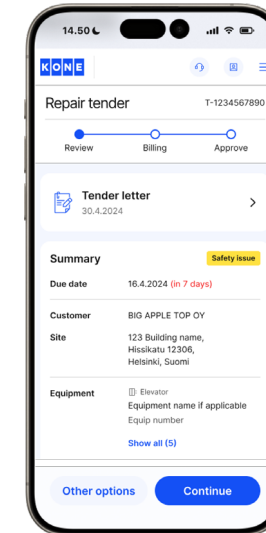 14.50
KONE
Repair tender
T-1234567890
Review
Billing
Approve
Tender letter
30.4.2024
Summary
Safety issue
Due date
16.4.2024 (in 7 days)
Customer
BIG APPLE TOP OY
Site
123 Building name,
Hissikatu 12306,
Helsinki, Suomi
Equipment
Elevator
Equipment name if applicable
Equip number
Show all (5)
Other options
Continue